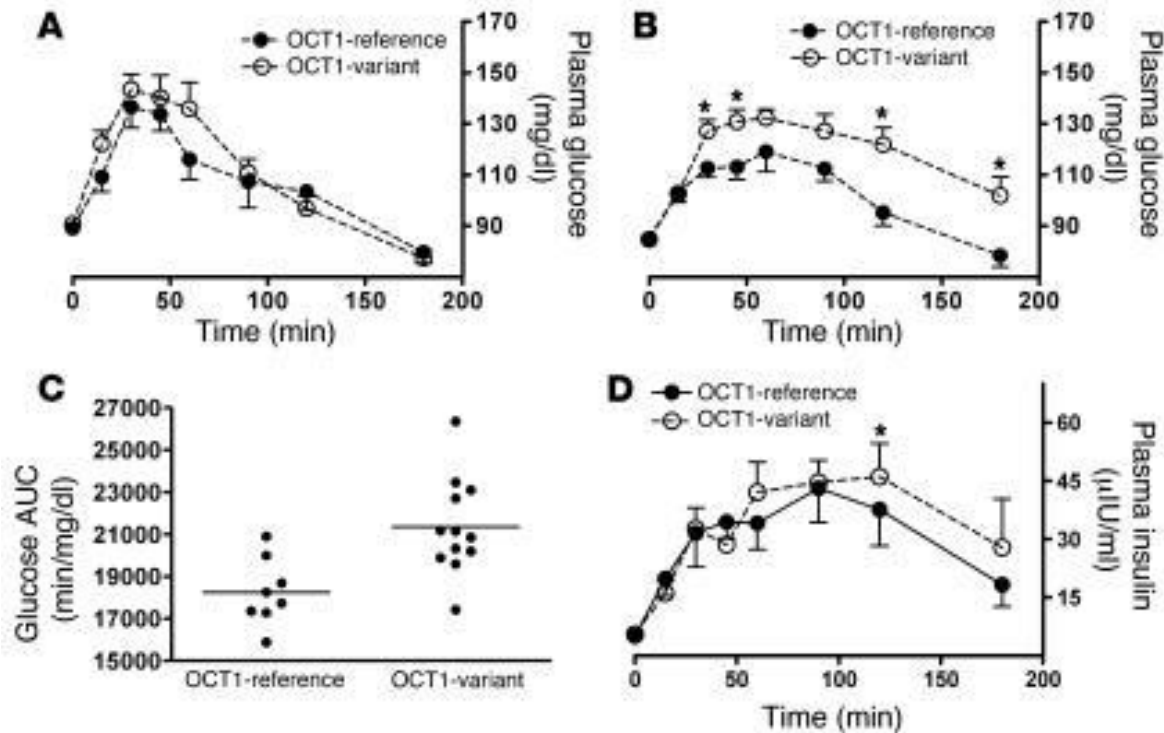 A
OCT1-reference
OCT1-variant
170
150
130
110
90
Plasma glucose
(mg/dl)
0 50 100 150 200
Time (min)
B
OCT1-reference
OCT1-variant
* * * *
170
150
130
110
90
Plasma glucose
(mg/dl)
0 50 100 150 200
Time (min)
C
27000
25000
23000
21000
19000
17000
15000
Glucose AUC
(min/mg/dl)
OCT1-reference OCT1-variant
D
OCT1-reference
OCT1-variant
*
60
45
30
15
Plasma insulin
(µIU/ml)
0 50 100 150 200
Time (min)